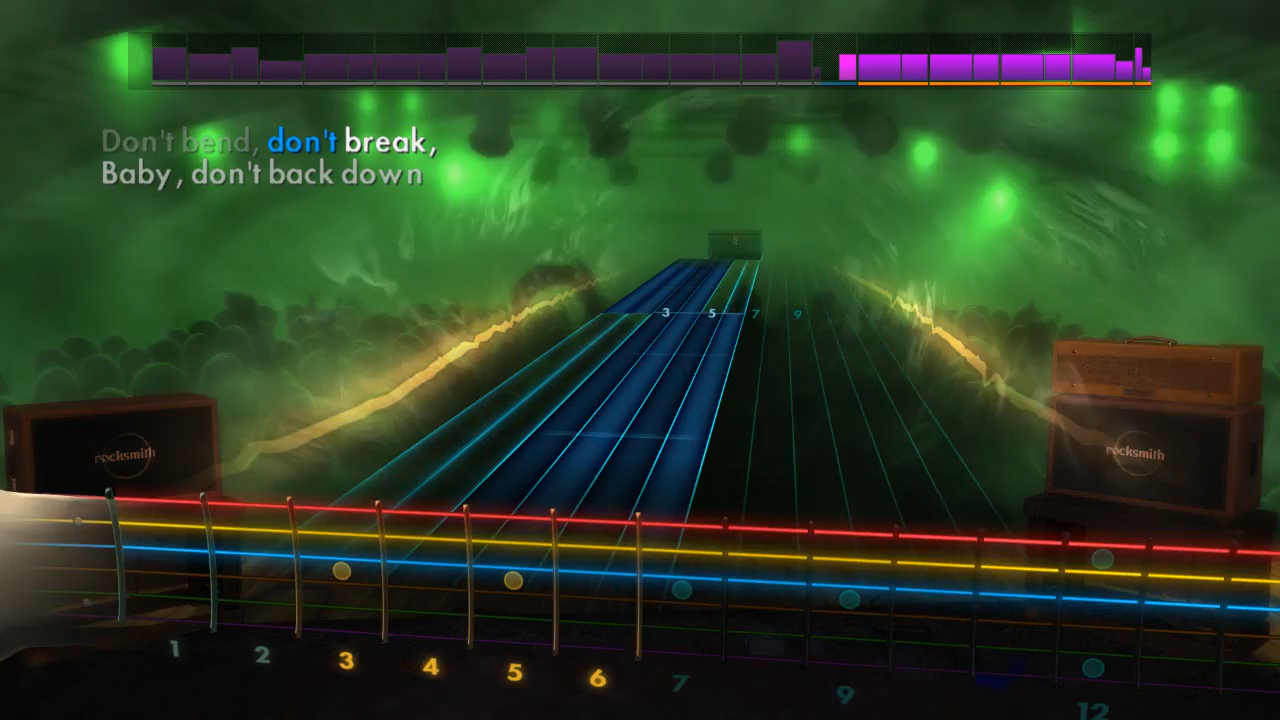 Don't bend, don't break,
Baby, don't back down
3 5 7 9
rocksmith
rocksmith
1 2 3 4 5 6 7 9 12